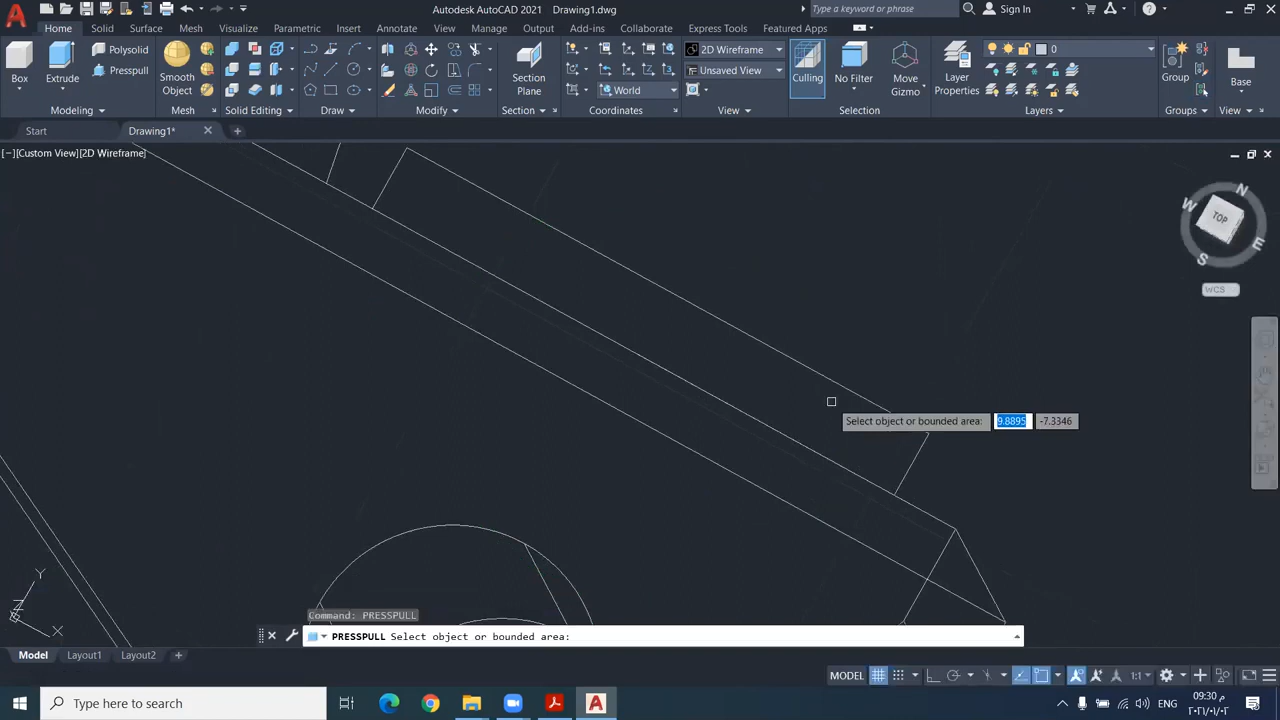 Autodesk AutoCAD 2021 Drawing1.dwg
Type a keyword or phrase
Sign In
Home Solid Surface Mesh Visualize Parametric Insert Annotate View Manage Output Add-ins Collaborate Express Tools Featured Apps
Box
Extrude
Polysolid
Presspull
Smooth
Object
Section
Plane
2D Wireframe
Unsaved View
World
Culling
No Filter
Move
Gizmo
Layer
Properties
0
Group
Base
Modeling
Mesh
Solid Editing
Draw
Modify
Section
Coordinates
View
Selection
Layers
Groups
View
Start
Drawing1*
[−][Custom View][2D Wireframe]
N
W
TOP
E
S
WCS
Select object or bounded area: 9.8895 -7.3346
Y
Z
X
Command: PRESSPULL
PRESSPULL Select object or bounded area:
Model Layout1 Layout2
MODEL
1:1
Type here to search
A
٠٩:٣٠ ص